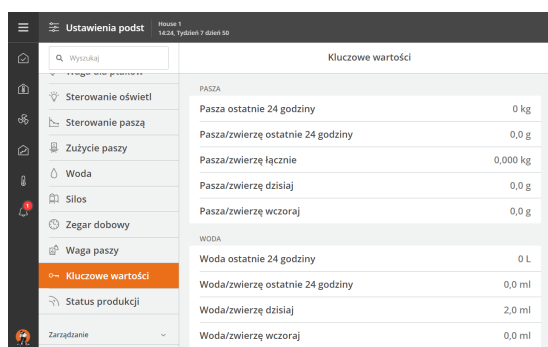 Ustawienia podst
House 1
14:24, Tydzień 7 dzień 50
Wyszukaj
Waga dla ptaków
Sterowanie oświetl
Sterowanie paszą
Zużycie paszy
Woda
Silos
Zegar dobowy
Waga paszy
Kluczowe wartości
Status produkcji
Zarządzanie
1
Kluczowe wartości
PASZA
Pasza ostatnie 24 godziny 0 kg
Pasza/zwierzę ostatnie 24 godziny 0,0 g
Pasza/zwierzę łącznie 0,000 kg
Pasza/zwierzę dzisiaj 0,0 g
Pasza/zwierzę wczoraj 0,0 g
WODA
Woda ostatnie 24 godziny 0 L
Woda/zwierzę ostatnie 24 godziny 0,0 ml
Woda/zwierzę dzisiaj 2,0 ml
Woda/zwierzę wczoraj 0,0 ml